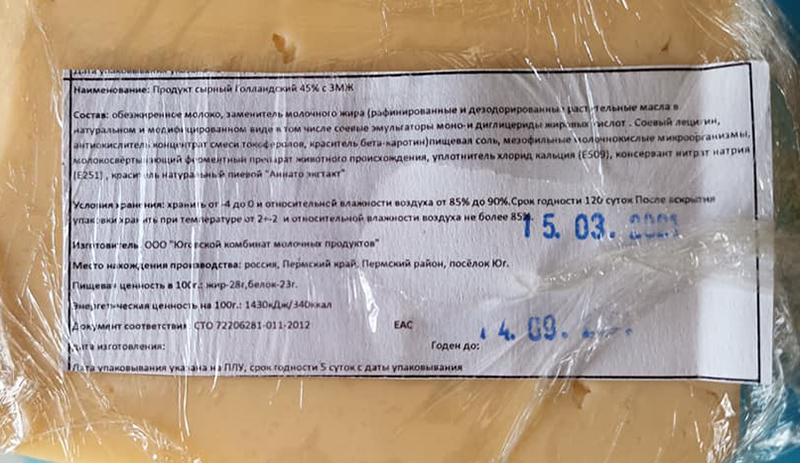 Наименование: Продукт сырный Голландский 45% с ЗМЖ
Состав: обезжиренное молоко, заменитель молочного жира (рафинированные и дезодорированны растительные масла в
натуральном и модифицированном виде в том числе соевые эмульгаторы моно-и диглицериды жирных кислот . Соевый лецитин,
антиокислитель концентрат смеси токоферолов, краситель бета-каротин)пищевая соль, мезофильные молочнокислые микроорганизмы,
молокосвёртывающий ферментный препарат животного происхождения, уплотнитель хлорид кальция (Е509), консервант нитрат натрия
(Е251) , краситель натуральный пиевой "Аннато экстакт"
Условия хранения: хранить от -4 до 0 и относительной влажности воздуха от 85% до 90%.Срок годности 120 суток После вскрытия
упаковки хранить при температуре от 2+-2 и относительной влажности воздуха не более 85%.
15.03.
Изготовитель ООО "Юговской комбинат молочных продуктов"
Место нахождения производства: россия, Пермский край, Пермский район, посёлок Юг.
Пищевая ценность в 100г.: жир-28г,белок-23г.
Энергетическая ценность на 100г.: 1430кДж/340ккал
Документ соответствия СТО 72206281-011-2012 ЕАС
14.09.
Дата изготовления: Годен до:
Дата упаковывания указана на ПЛУ, срок годности 5 суток с даты упаковывания